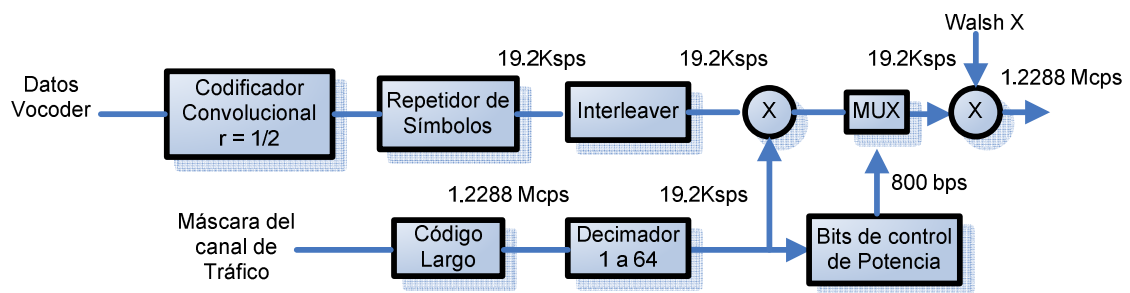 Walsh X
19.2Ksps
19.2Ksps
19.2Ksps
1.2288 Mcps
Datos
Vocoder
Codificador
Convolucional
r = 1/2
Repetidor de
Símbolos
Interleaver
X
MUX
X
800 bps
1.2288 Mcps
19.2Ksps
Máscara del
canal de
Tráfico
Código
Largo
Decimador
1 a 64
Bits de control
de Potencia